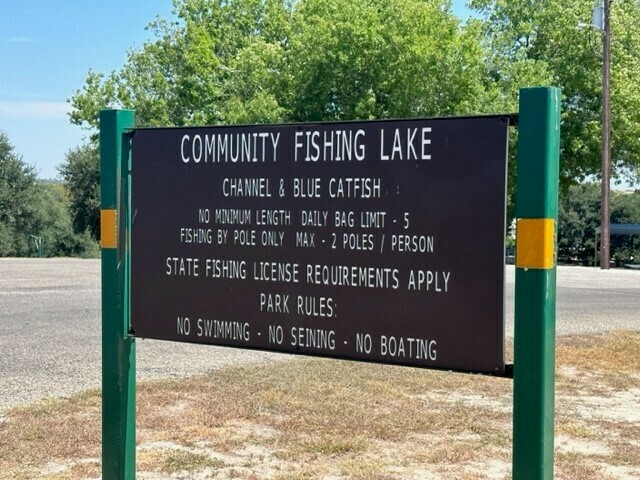 COMMUNITY FISHING LAKE
CHANNEL & BLUE CATFISH
NO MINIMUM LENGTH DAILY BAG LIMIT - 5
FISHING BY POLE ONLY MAX - 2 POLES / PERSON
STATE FISHING LICENSE REQUIREMENTS APPLY
PARK RULES:
NO SWIMMING - NO SEINING - NO BOATING